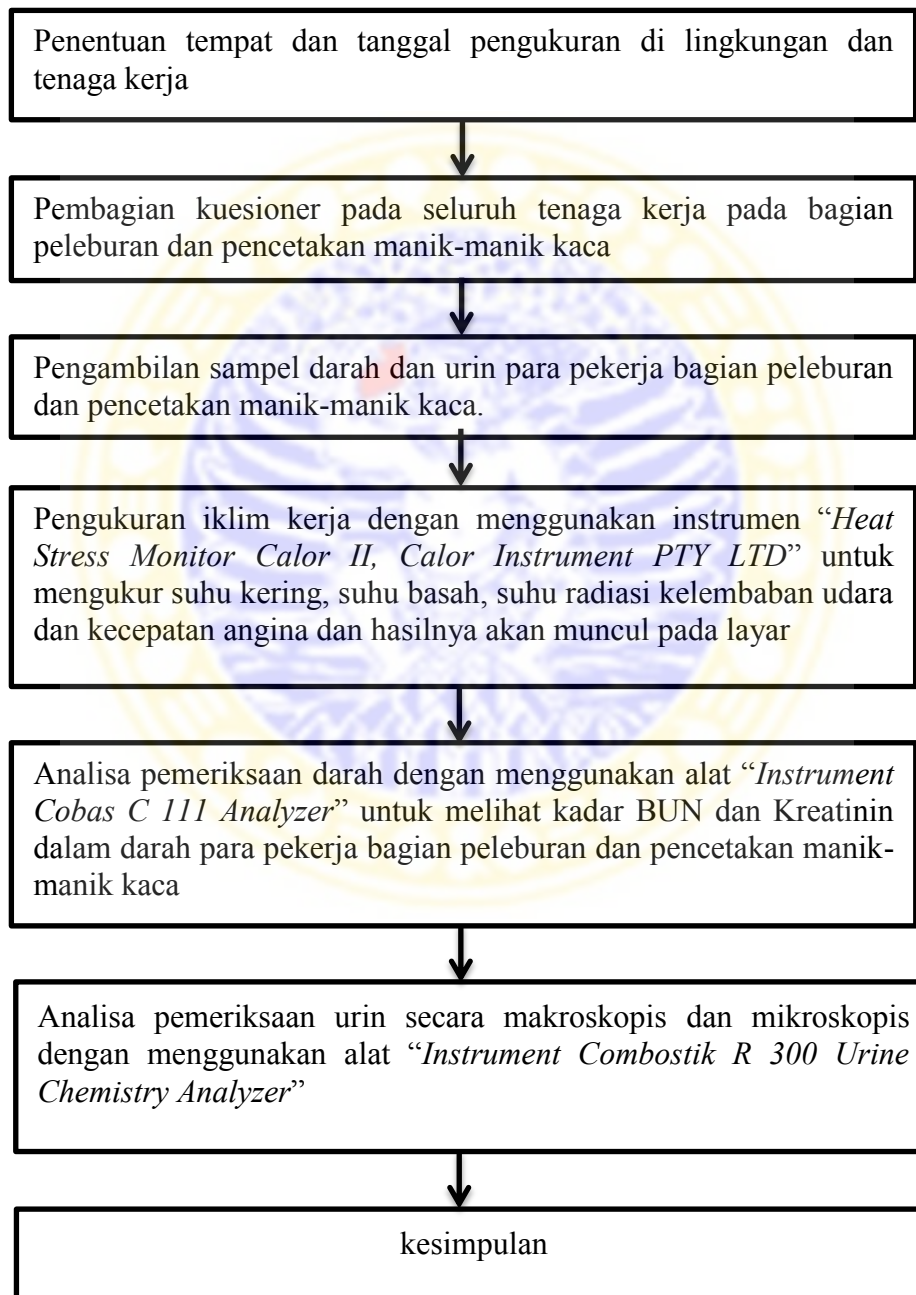 Penentuan tempat dan tanggal pengukuran di lingkungan dan
tenaga kerja
Pembagian kuesioner pada seluruh tenaga kerja pada bagian
peleburan dan pencetakan manik-manik kaca
Pengambilan sampel darah dan urin para pekerja bagian peleburan
dan pencetakan manik-manik kaca.
Pengukuran iklim kerja dengan menggunakan instrumen “Heat
Stress Monitor Calor II, Calor Instrument PTY LTD” untuk
mengukur suhu kering, suhu basah, suhu radiasi kelembaban udara
dan kecepatan angina dan hasilnya akan muncul pada layar
Analisa pemeriksaan darah dengan menggunakan alat “Instrument
Cobas C 111 Analyzer” untuk melihat kadar BUN dan Kreatinin
dalam darah para pekerja bagian peleburan dan pencetakan manik-
manik kaca
Analisa pemeriksaan urin secara makroskopis dan mikroskopis
dengan menggunakan alat “Instrument Combostik R 300 Urine
Chemistry Analyzer”
kesimpulan